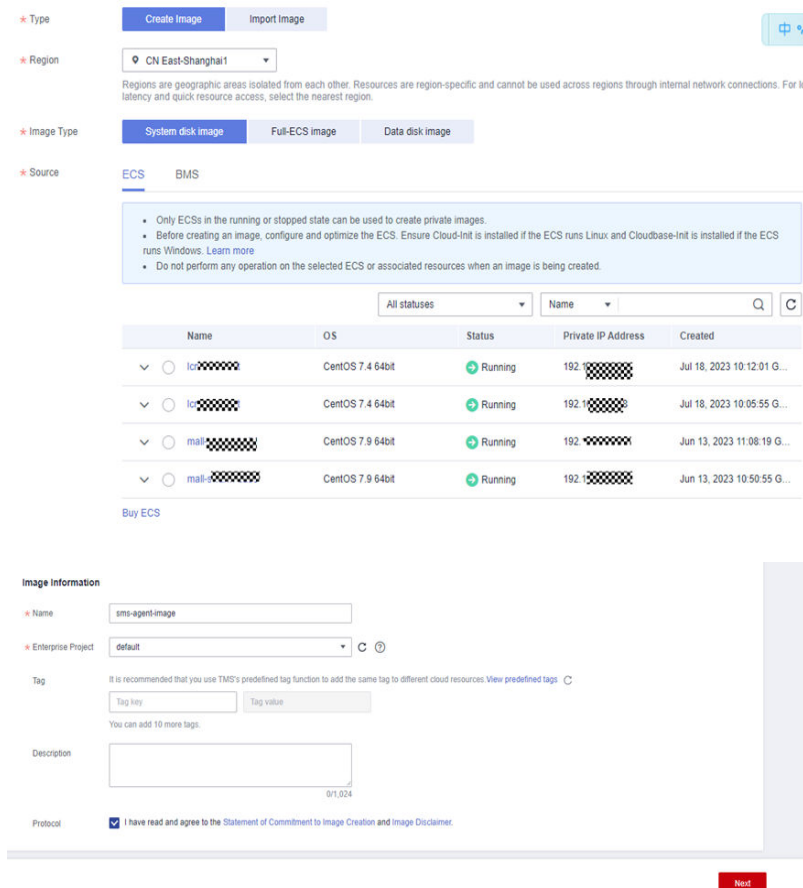 * Type Create Image Import Image
中
* Region CN East-Shanghai1
Regions are geographic areas isolated from each other. Resources are region-specific and cannot be used across regions through internal network connections. For
latency and quick resource access, select the nearest region.
* Image Type System disk image Full-ECS image Data disk image
* Source ECS BMS
• Only ECSs in the running or stopped state can be used to create private images.
• Before creating an image, configure and optimize the ECS. Ensure Cloud-Init is installed if the ECS runs Linux and Cloudbase-Init is installed if the ECS
runs Windows. Learn more
• Do not perform any operation on the selected ECS or associated resources when an image is being created.
All statuses Name
Name OS Status Private IP Address Created
CentOS 7.4 64bit Running 192.1 Jul 18, 2023 10:12:01 G...
CentOS 7.4 64bit Running 192.1 Jul 18, 2023 10:05:55 G...
mall- CentOS 7.9 64bit Running 192. Jun 13, 2023 11:08:19 G...
mall-s CentOS 7.9 64bit Running 192.1 Jun 13, 2023 10:50:55 G...
Buy ECS
Image Information
* Name sms-agent-image
* Enterprise Project default
Tag It is recommended that you use TMS's predefined tag function to add the same tag to different cloud resources.View predefined tags
Tag key Tag value
You can add 10 more tags.
Description
0/1,024
Protocol I have read and agree to the Statement of Commitment to Image Creation and Image Disclaimer.
Next